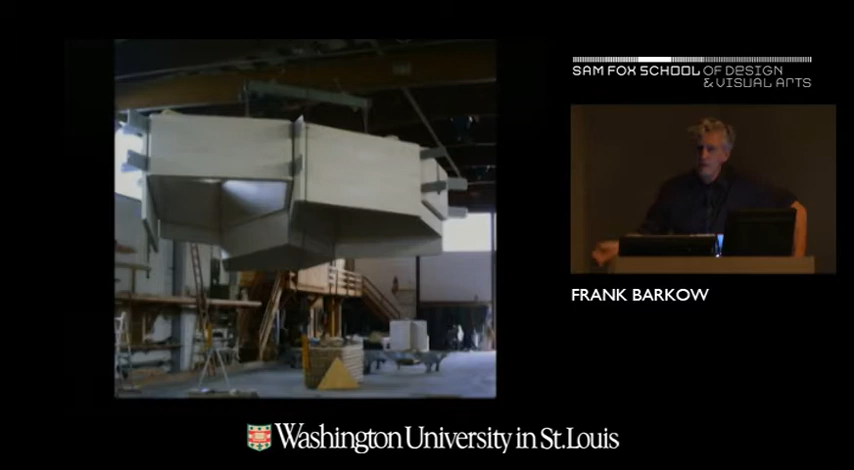 SAM FOX SCHOOL OF DESIGN
& VISUAL ARTS
FRANK BARKOW
Washington University in St. Louis